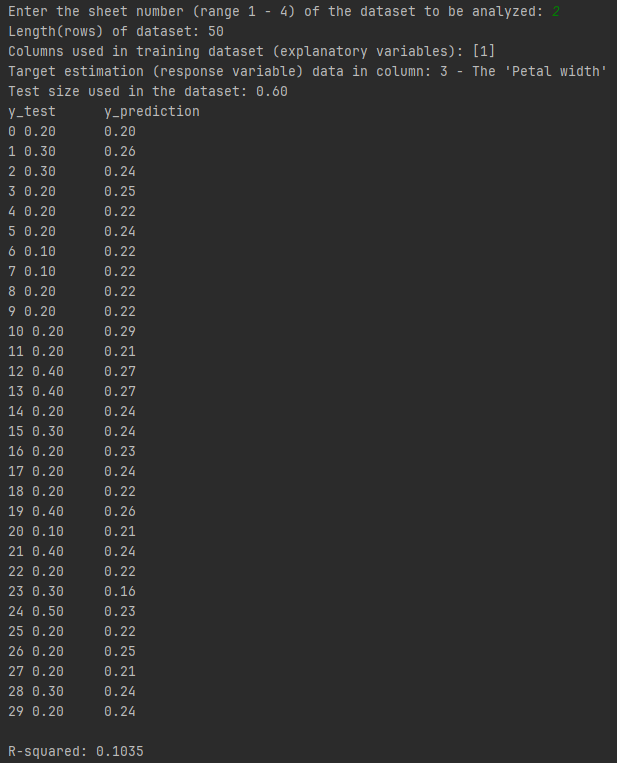 Enter the sheet number (range 1 - 4) of the dataset to be analyzed: 2
Length(rows) of dataset: 50
Columns used in training dataset (explanatory variables): [1]
Target estimation (response variable) data in column: 3 - The 'Petal width'
Test size used in the dataset: 0.60
y_test y_prediction
0 0.20 0.20
1 0.30 0.26
2 0.30 0.24
3 0.20 0.25
4 0.20 0.22
5 0.20 0.24
6 0.10 0.22
7 0.10 0.22
8 0.20 0.22
9 0.20 0.22
10 0.20 0.29
11 0.20 0.21
12 0.40 0.27
13 0.40 0.27
14 0.20 0.24
15 0.30 0.24
16 0.20 0.23
17 0.20 0.24
18 0.20 0.22
19 0.40 0.26
20 0.10 0.21
21 0.40 0.24
22 0.20 0.22
23 0.30 0.16
24 0.50 0.23
25 0.20 0.22
26 0.20 0.25
27 0.20 0.21
28 0.30 0.24
29 0.20 0.24
R-squared: 0.1035